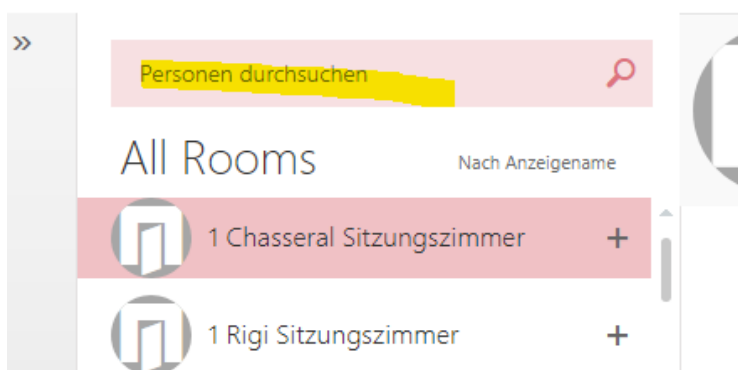 »
Personen durchsuchen
All Rooms Nach Anzeigename
1 Chasseral Sitzungszimmer +
1 Rigi Sitzungszimmer +